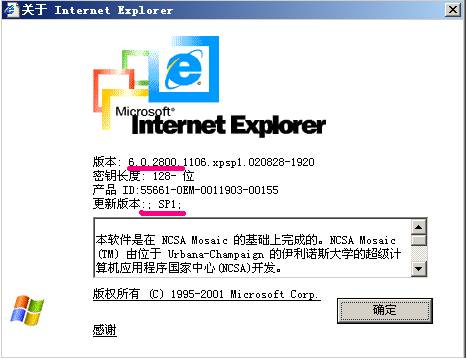 关于 Internet Explorer
Microsoft®
Internet Explorer
版本: 6.0.2800.1106.xpsp1.020828-1920
密钥长度: 128- 位
产品 ID:55661-OEM-0011903-00155
更新版本:; SP1;
本软件是在 NCSA Mosaic 的基础上完成的。NCSA Mosaic
(TM) 由位于 Urbana-Champaign 的伊利诺斯大学的超级计
算机应用程序国家中心(NCSA)开发。
版权所有 (C) 1995-2001 Microsoft Corp.
确定
感谢